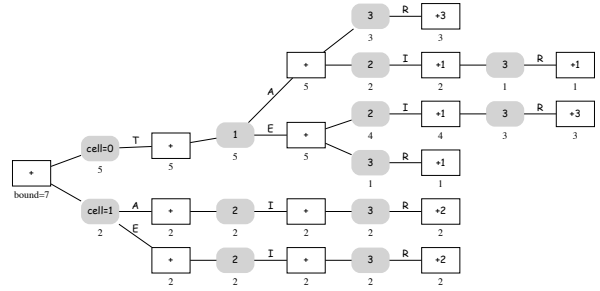 3 R +3
3 3
A + 2 I +1 3 R +1
5 2 2 1 1
2 I +1 3 R +3
cell=0 T + 1 E + 4 4 3 3
5 5 5 5
+ 3 R +1
bound=7 1 1
cell=1 A + 2 I + 3 R +2
2 2 2 2 2 2
E
+ 2 I + 3 R +2
2 2 2 2 2